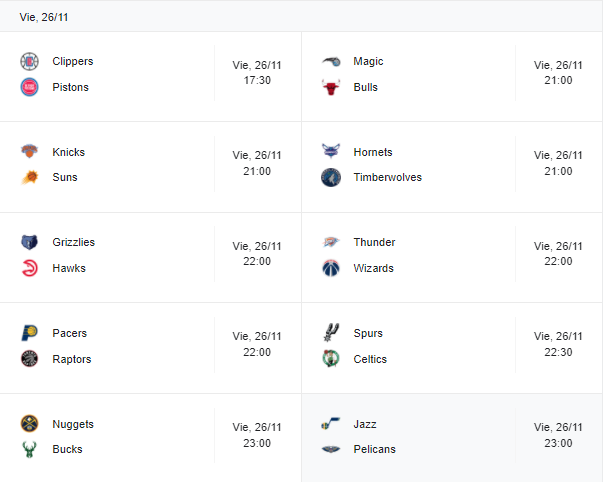 Vie, 26/11
Clippers
Pistons
Vie, 26/11
17:30
Magic
Bulls
Vie, 26/11
21:00
Knicks
Suns
Vie, 26/11
21:00
Hornets
Timberwolves
Vie, 26/11
21:00
Grizzlies
Hawks
Vie, 26/11
22:00
Thunder
Wizards
Vie, 26/11
22:00
Pacers
Raptors
Vie, 26/11
22:00
Spurs
Celtics
Vie, 26/11
22:30
Nuggets
Bucks
Vie, 26/11
23:00
Jazz
Pelicans
Vie, 26/11
23:00